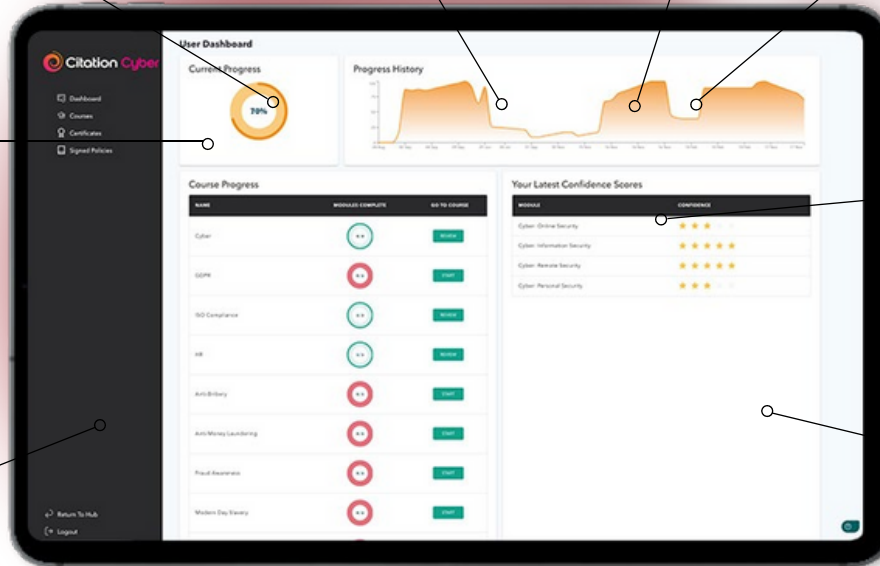 User Dashboard
Citation Cyber
Dashboard
Courses
Certificates
Signed Policies
Return To Hub
Logout
Current Progress
70%
Progress History
Course Progress
NAME MODULES COMPLETE GO TO COURSE
Cyber REVIEW
GDPR START
ISO Compliance REVIEW
HR REVIEW
Anti-Bribery START
Anti-Money Laundering START
Fraud Awareness START
Modern Day Slavery START
Your Latest Confidence Scores
MODULE CONFIDENCE
Cyber: Online Security
Cyber: Information Security
Cyber: Remote Security
Cyber: Personal Security